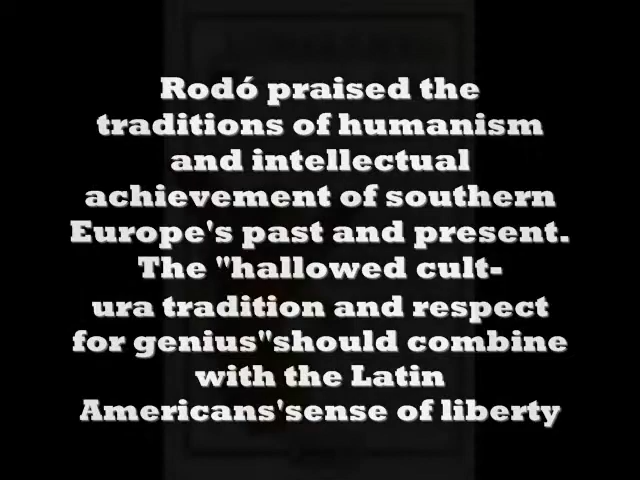 Rodó praised the
traditions of humanism
and intellectual
achievement of southern
Europe's past and present.
The "hallowed cult-
ura tradition and respect
for genius"should combine
with the Latin
Americans'sense of liberty